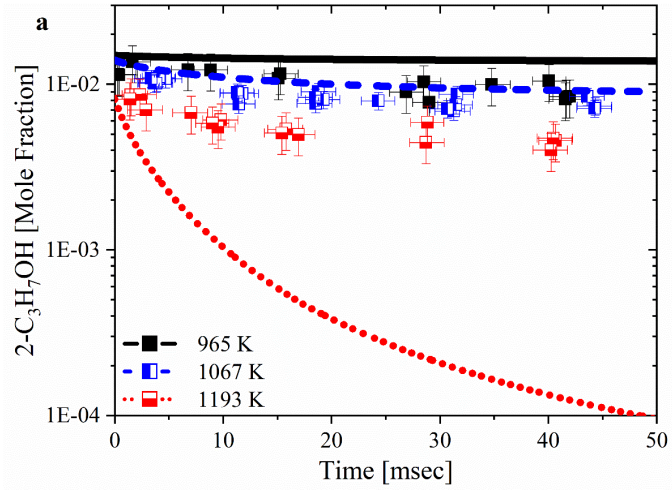 a
2-C3H7OH [Mole Fraction]
1E-02
1E-03
1E-04
965 K
1067 K
1193 K
0
10
20
30
40
50
Time [msec]